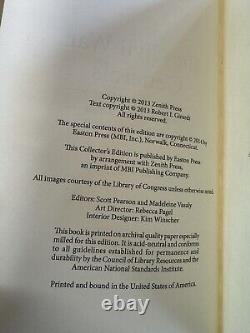 Copyright © 2013 Zenith Press
Text copyright © 2013 Robert I. Girardi
All rights reserved.
The special contents of this edition are copyright © by
Easton Press (MBI, Inc.), Norwalk, Connecticut.
This Collector's Edition is published by Easton Press
by arrangement with Zenith Press,
an imprint of MBI Publishing Company.
All images courtesy of the Library of Congress unless otherwise noted.
Editors: Scott Pearson and Madeleine Vasaly
Art Director: Rebecca Pagel
Interior Designer: Kim Winscher
This book is printed on archival quality paper especially
milled for this edition. It is acid-neutral and conforms
to all guidelines established for permanence and
durability by the Council of Library Resources and the
American National Standards Institute.
Printed and bound in the United States of America.
ebay